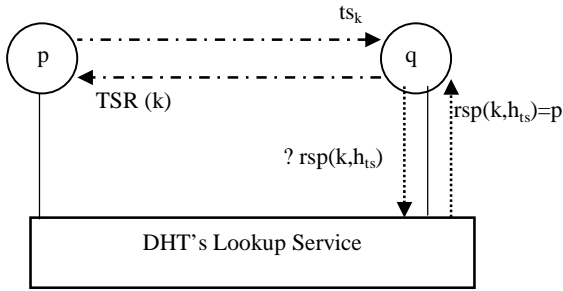 ts_k
p
q
TSR (k)
rsp(k,h_ts)=p
? rsp(k,h_ts)
DHT's Lookup Service